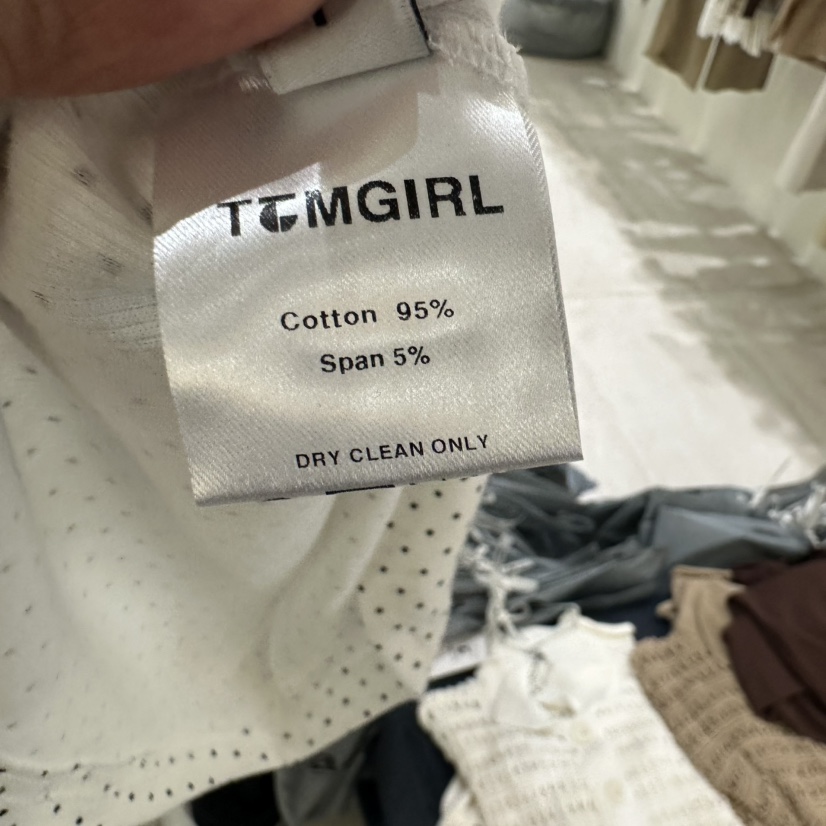 TOMGIRL
Cotton 95%
Span 5%
DRY CLEAN ONLY